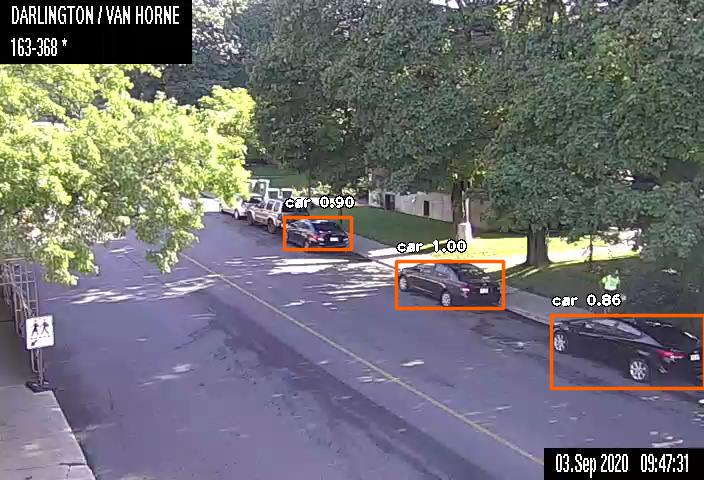 DARLINGTON / VAN HORNE
163-368 *
car 0.90
car 1.00
car 0.86
03.Sep 2020 09:47:31